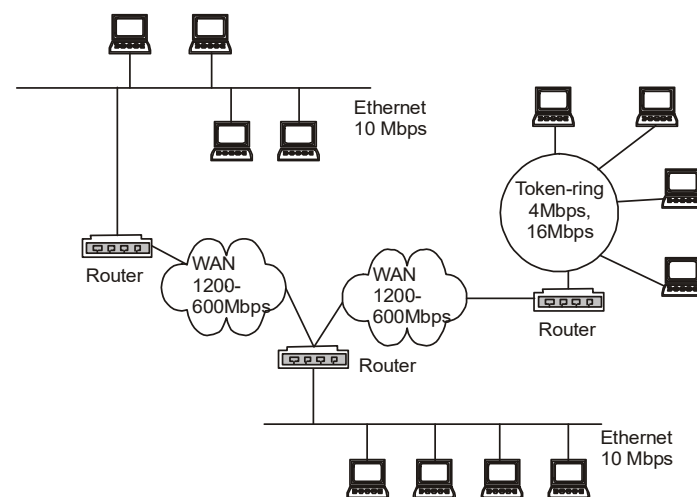 Ethernet
10 Mbps
Token-ring
4Mbps,
16Mbps
Router
WAN
1200-
600Mbps
WAN
1200-
600Mbps
Router
Router
Ethernet
10 Mbps